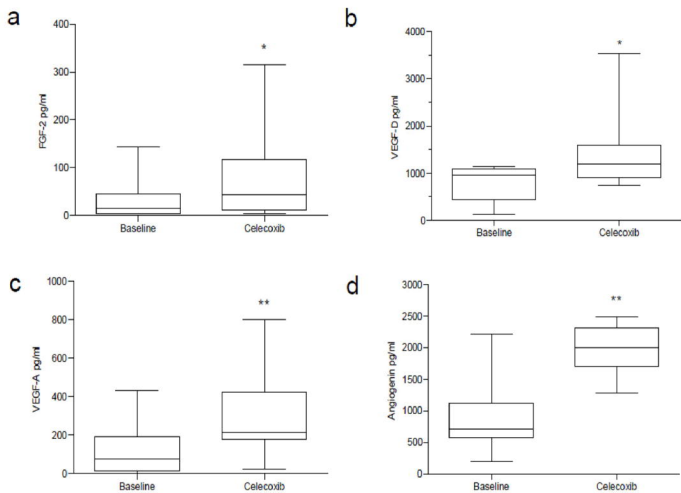 a
400
300
200
100
0
FGF-2 pg/ml
*
Baseline
Celecoxib
b
4000
3000
2000
1000
0
VEGF-D pg/ml
*
Baseline
Celecoxib
c
1000
800
600
400
200
0
VEGF-A pg/ml
**
Baseline
Celecoxib
d
3000
2500
2000
1500
1000
500
0
Angiogenin pg/ml
**
Baseline
Celecoxib